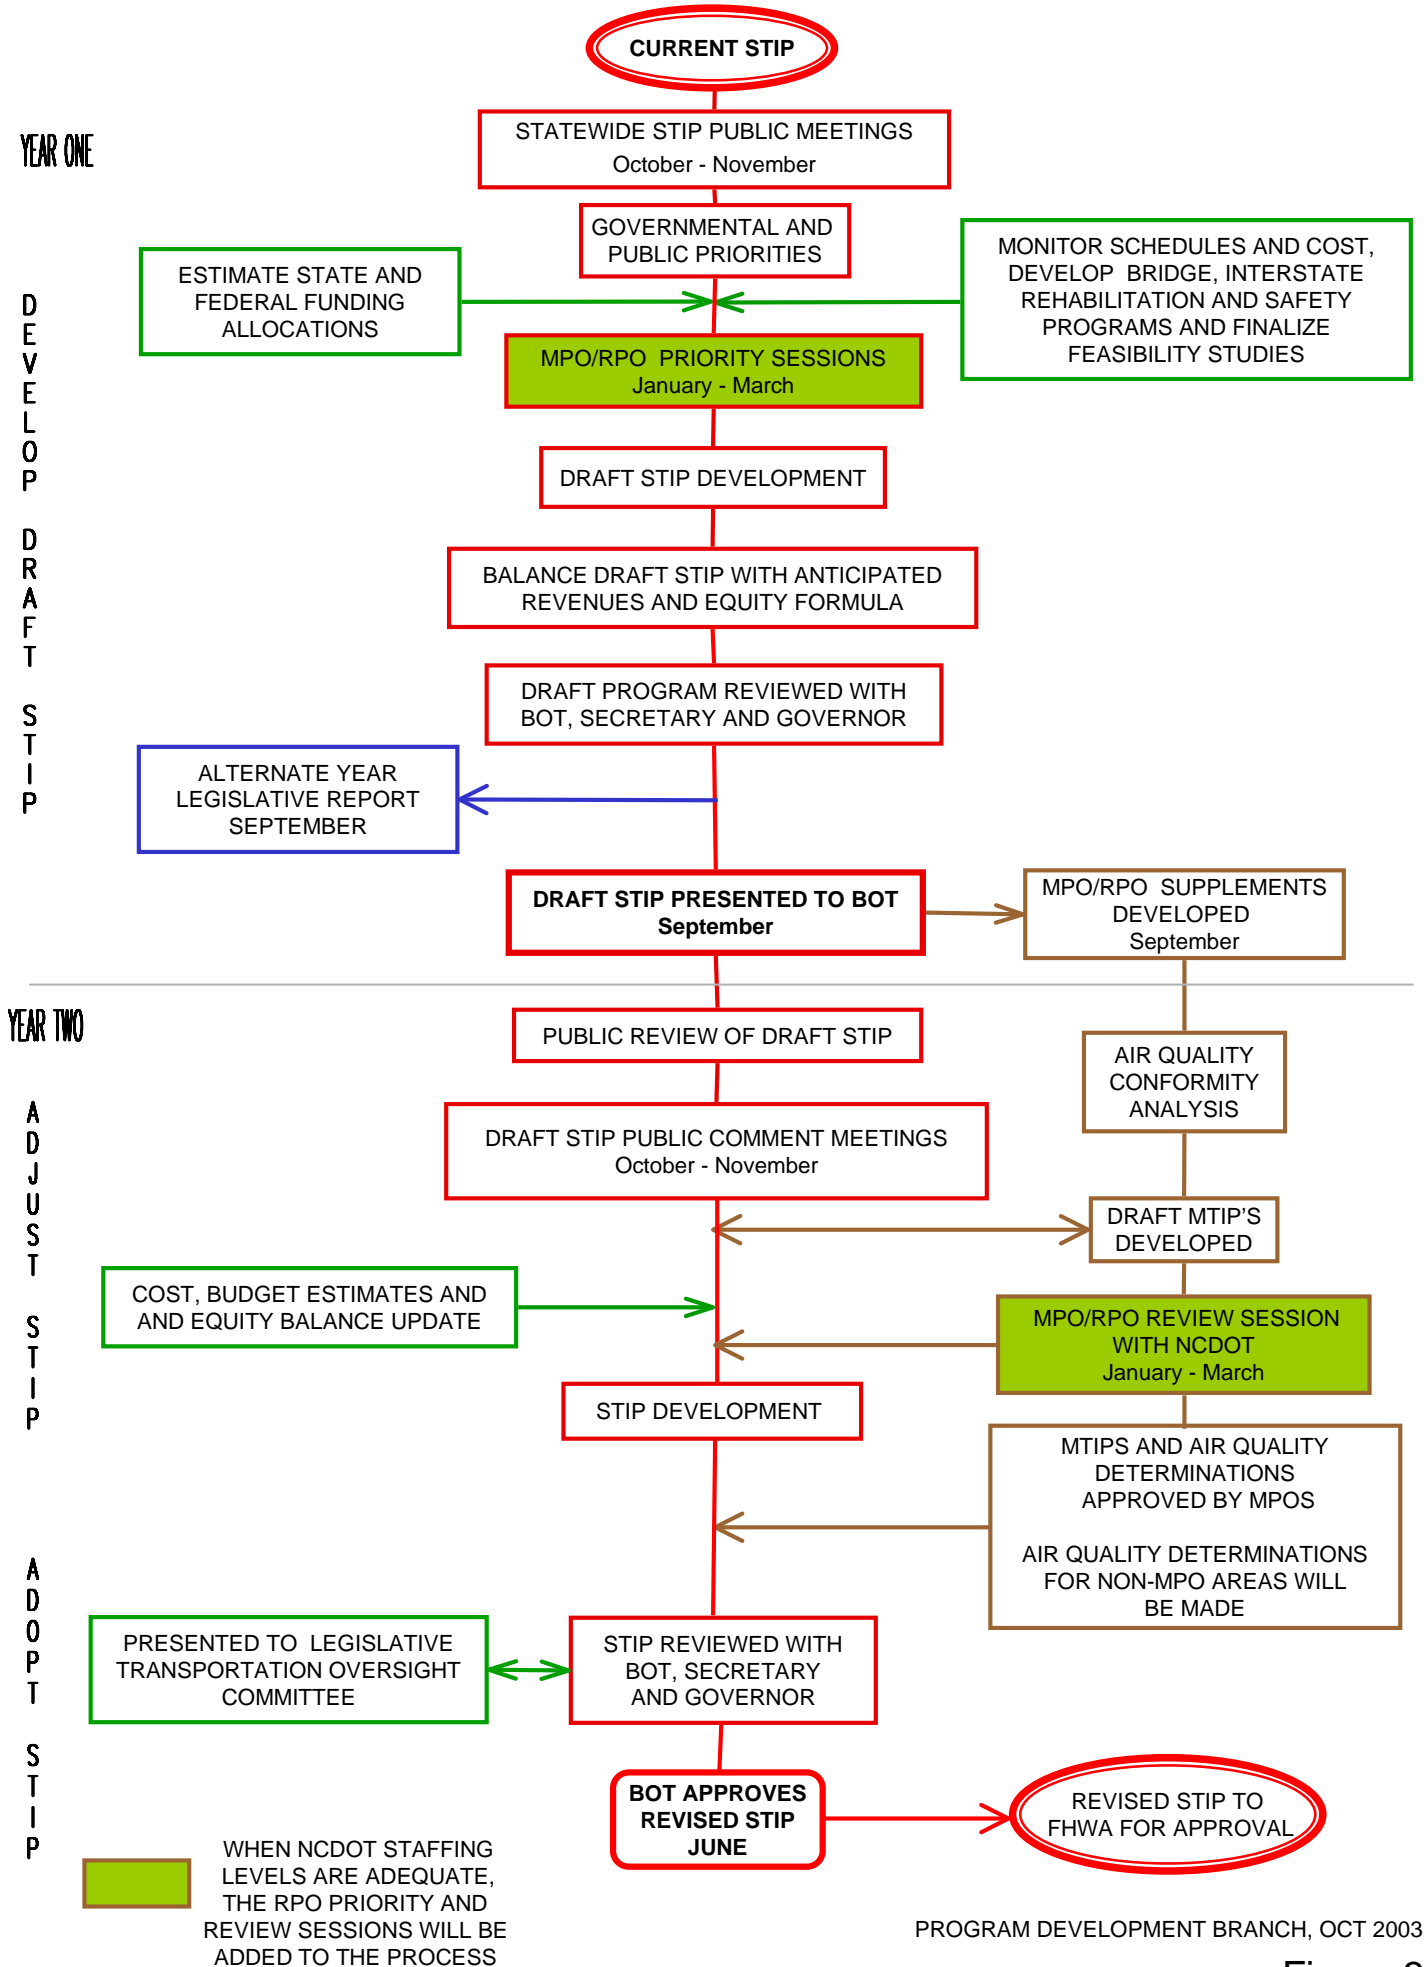 CURRENT STIP
YEAR ONE
STATEWIDE STIP PUBLIC MEETINGS
October - November
GOVERNMENTAL AND
PUBLIC PRIORITIES
ESTIMATE STATE AND
FEDERAL FUNDING
ALLOCATIONS
MONITOR SCHEDULES AND COST,
DEVELOP BRIDGE, INTERSTATE
REHABILITATION AND SAFETY
PROGRAMS AND FINALIZE
FEASIBILITY STUDIES
DEVELOP DRAFT STIP
MPO/RPO PRIORITY SESSIONS
January - March
DRAFT STIP DEVELOPMENT
BALANCE DRAFT STIP WITH ANTICIPATED
REVENUES AND EQUITY FORMULA
DRAFT PROGRAM REVIEWED WITH
BOT, SECRETARY AND GOVERNOR
ALTERNATE YEAR
LEGISLATIVE REPORT
SEPTEMBER
DRAFT STIP PRESENTED TO BOT
September
MPO/RPO SUPPLEMENTS
DEVELOPED
September
YEAR TWO
PUBLIC REVIEW OF DRAFT STIP
AIR QUALITY
CONFORMITY
ANALYSIS
ADJUST STIP
DRAFT STIP PUBLIC COMMENT MEETINGS
October - November
DRAFT MTIP'S
DEVELOPED
COST, BUDGET ESTIMATES AND
AND EQUITY BALANCE UPDATE
MPO/RPO REVIEW SESSION
WITH NCDOT
January - March
STIP DEVELOPMENT
MTIPS AND AIR QUALITY
DETERMINATIONS
APPROVED BY MPOS
AIR QUALITY DETERMINATIONS
FOR NON-MPO AREAS WILL
BE MADE
ADOPT STIP
PRESENTED TO LEGISLATIVE
TRANSPORTATION OVERSIGHT
COMMITTEE
STIP REVIEWED WITH
BOT, SECRETARY
AND GOVERNOR
BOT APPROVES
REVISED STIP
JUNE
REVISED STIP TO
FHWA FOR APPROVAL
WHEN NCDOT STAFFING
LEVELS ARE ADEQUATE,
THE RPO PRIORITY AND
REVIEW SESSIONS WILL BE
ADDED TO THE PROCESS
PROGRAM DEVELOPMENT BRANCH, OCT 2003